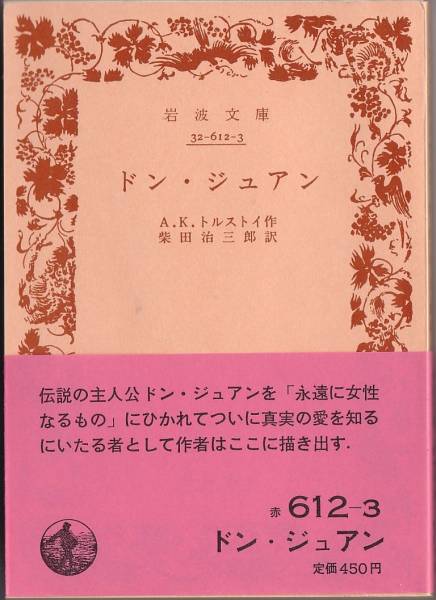 岩波文庫
32-612-3
ドン・ジュアン
A.K.トルストイ作
柴田治三郎訳
伝説の主人公ドン・ジュアンを「永遠に女性
なるもの」にひかれてついに真実の愛を知る
にいたる者として作者はここに描き出す.
赤 612-3
ドン・ジュアン
定価450円